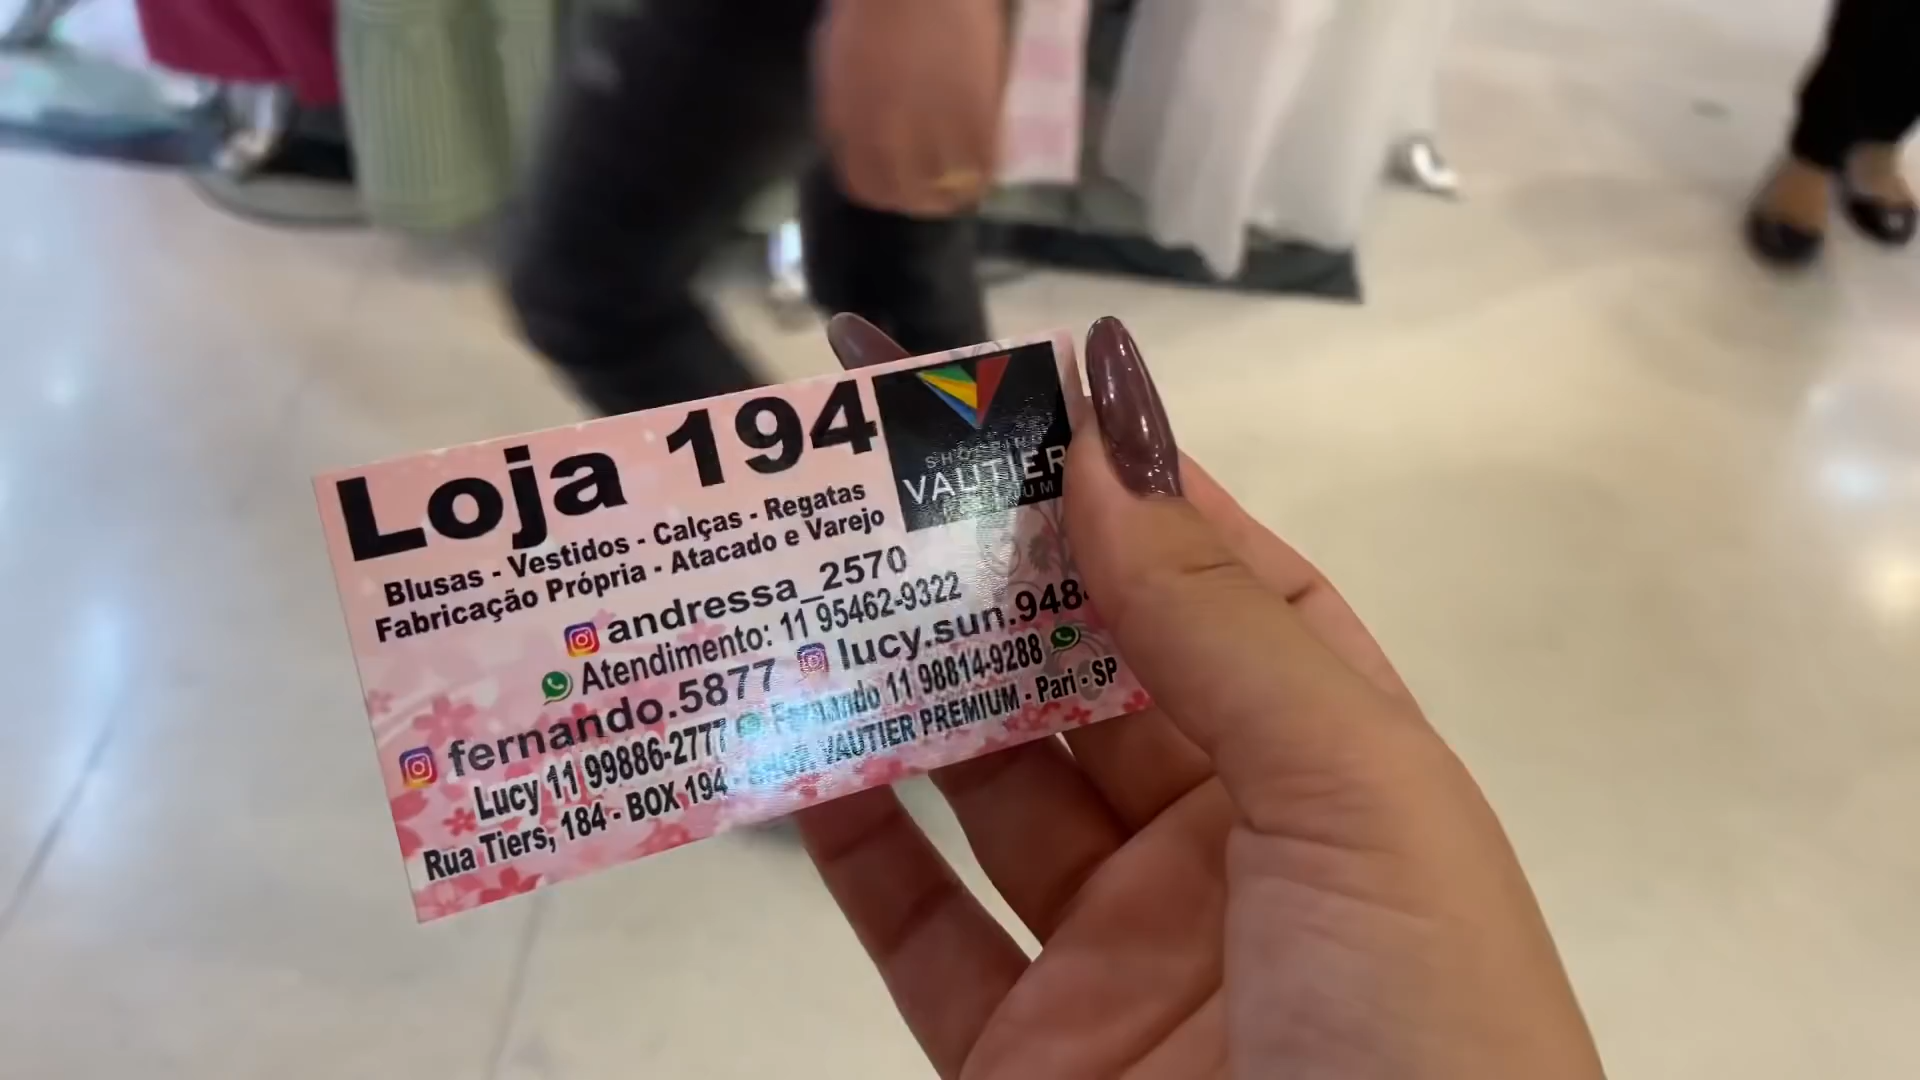 Loja 194
SHOPPING
VAUTIER
Blusas - Vestidos - Calças - Regatas
Fabricação Própria - Atacado e Varejo
andressa_2570
Atendimento: 11 95462-9322
fernando.5877 lucy.sun.948
Lucy 11 99886-2777 Fernando 11 98814-9288
Rua Tiers, 184 - BOX 194 - VAUTIER PREMIUM - Pari - SP